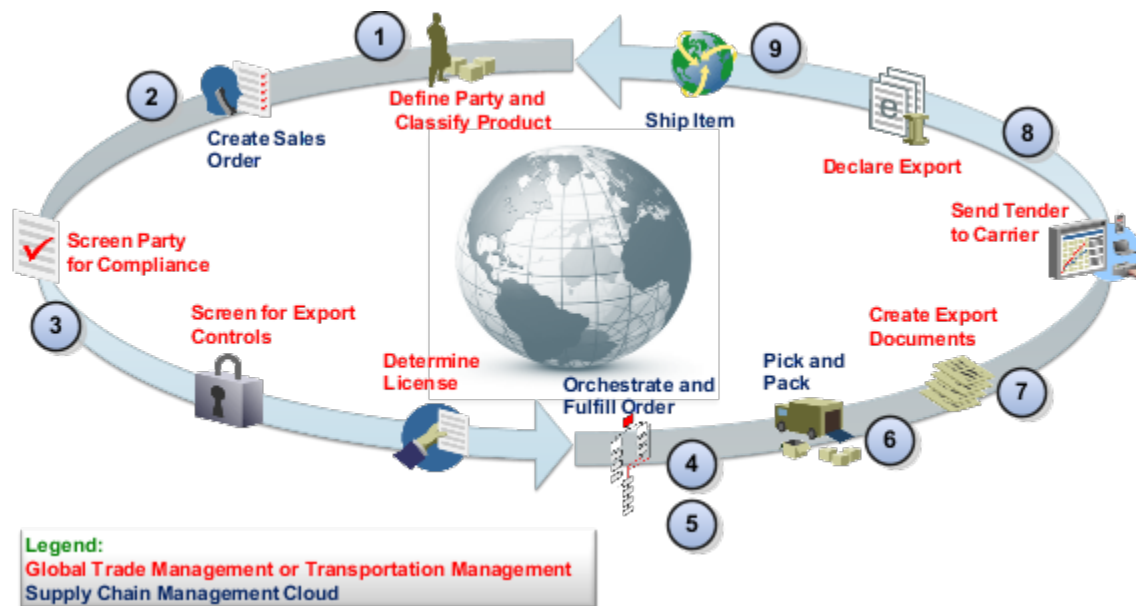 1
Define Party and
Classify Product
2
Create Sales
Order
Screen Party
for Compliance
3
Screen for Export
Controls
Determine
License
Orchestrate and
Fulfill Order
4
5
Pick and
Pack
6
Create Export
Documents
7
Send Tender
to Carrier
8
Declare Export
e
9
Ship Item
Legend:
Global Trade Management or Transportation Management
Supply Chain Management Cloud